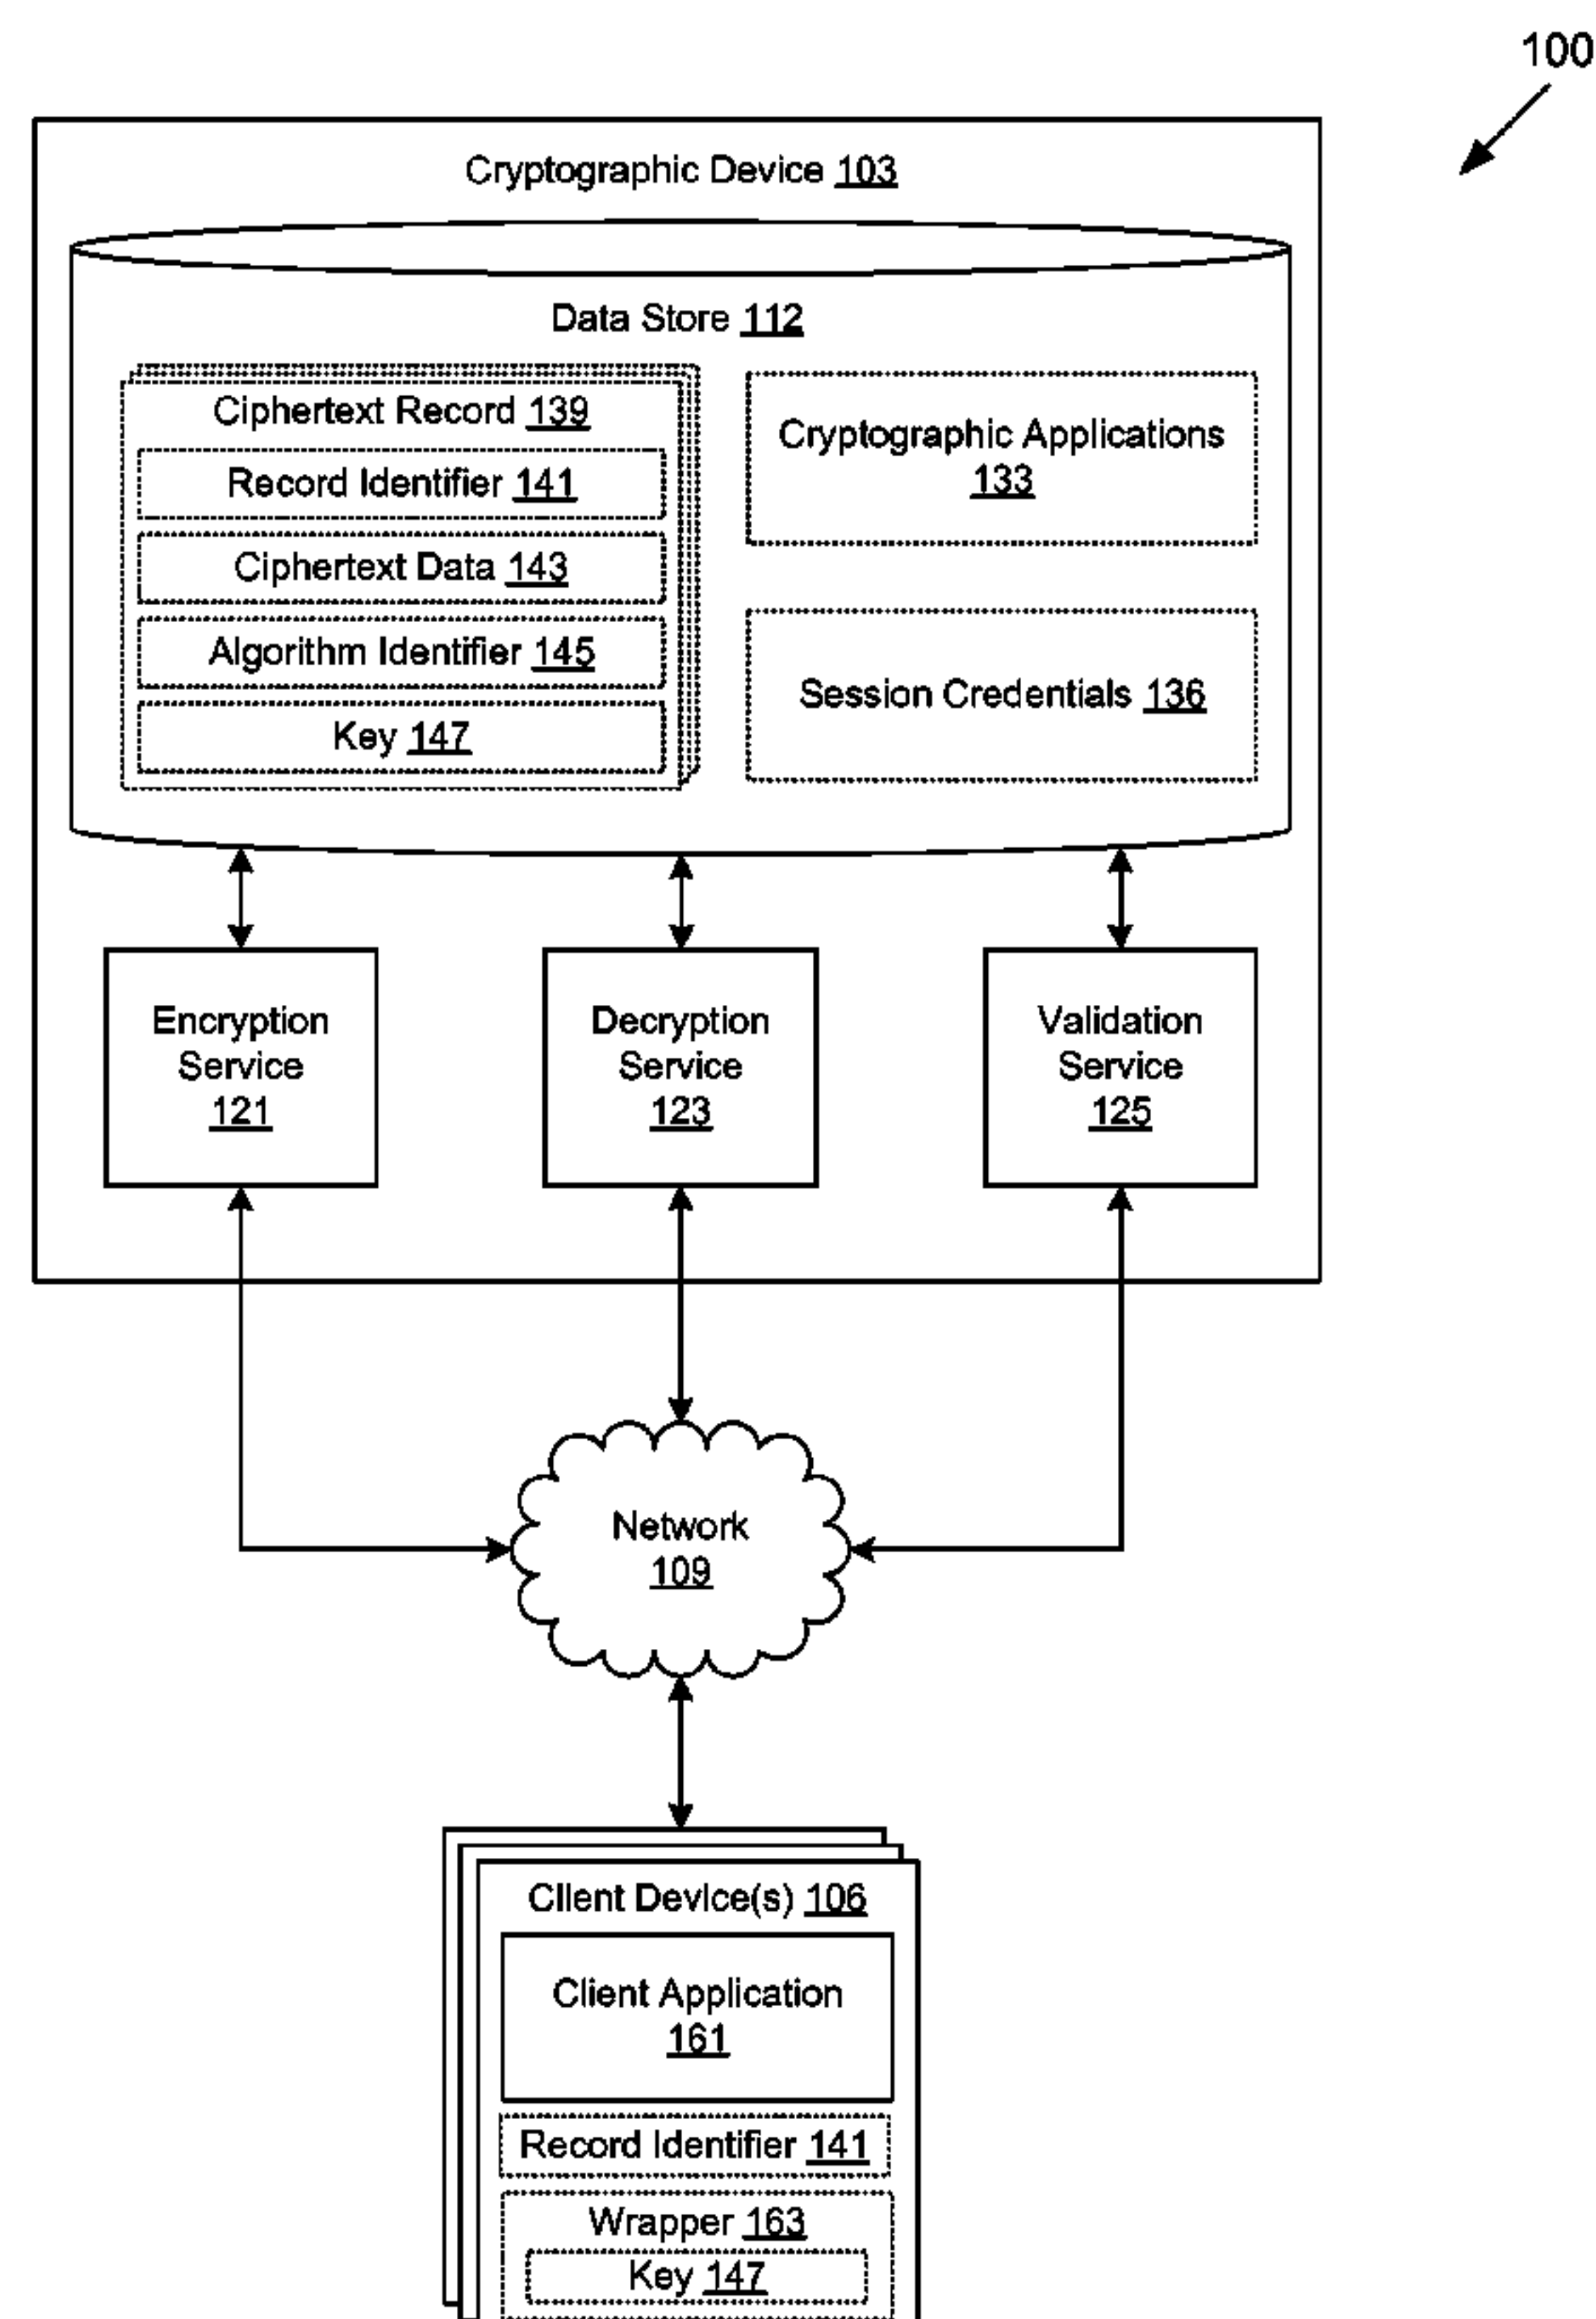 100
Cryptographic Device 103
Data Store 112
Ciphertext Record 139
Record Identifier 141
Ciphertext Data 143
Algorithm Identifier 145
Key 147
Cryptographic Applications
133
Session Credentials 136
Encryption
Service
121
Decryption
Service
123
Validation
Service
125
Network
109
Client Device(s) 106
Client Application
161
Record Identifier 141
Wrapper 163
Key 147